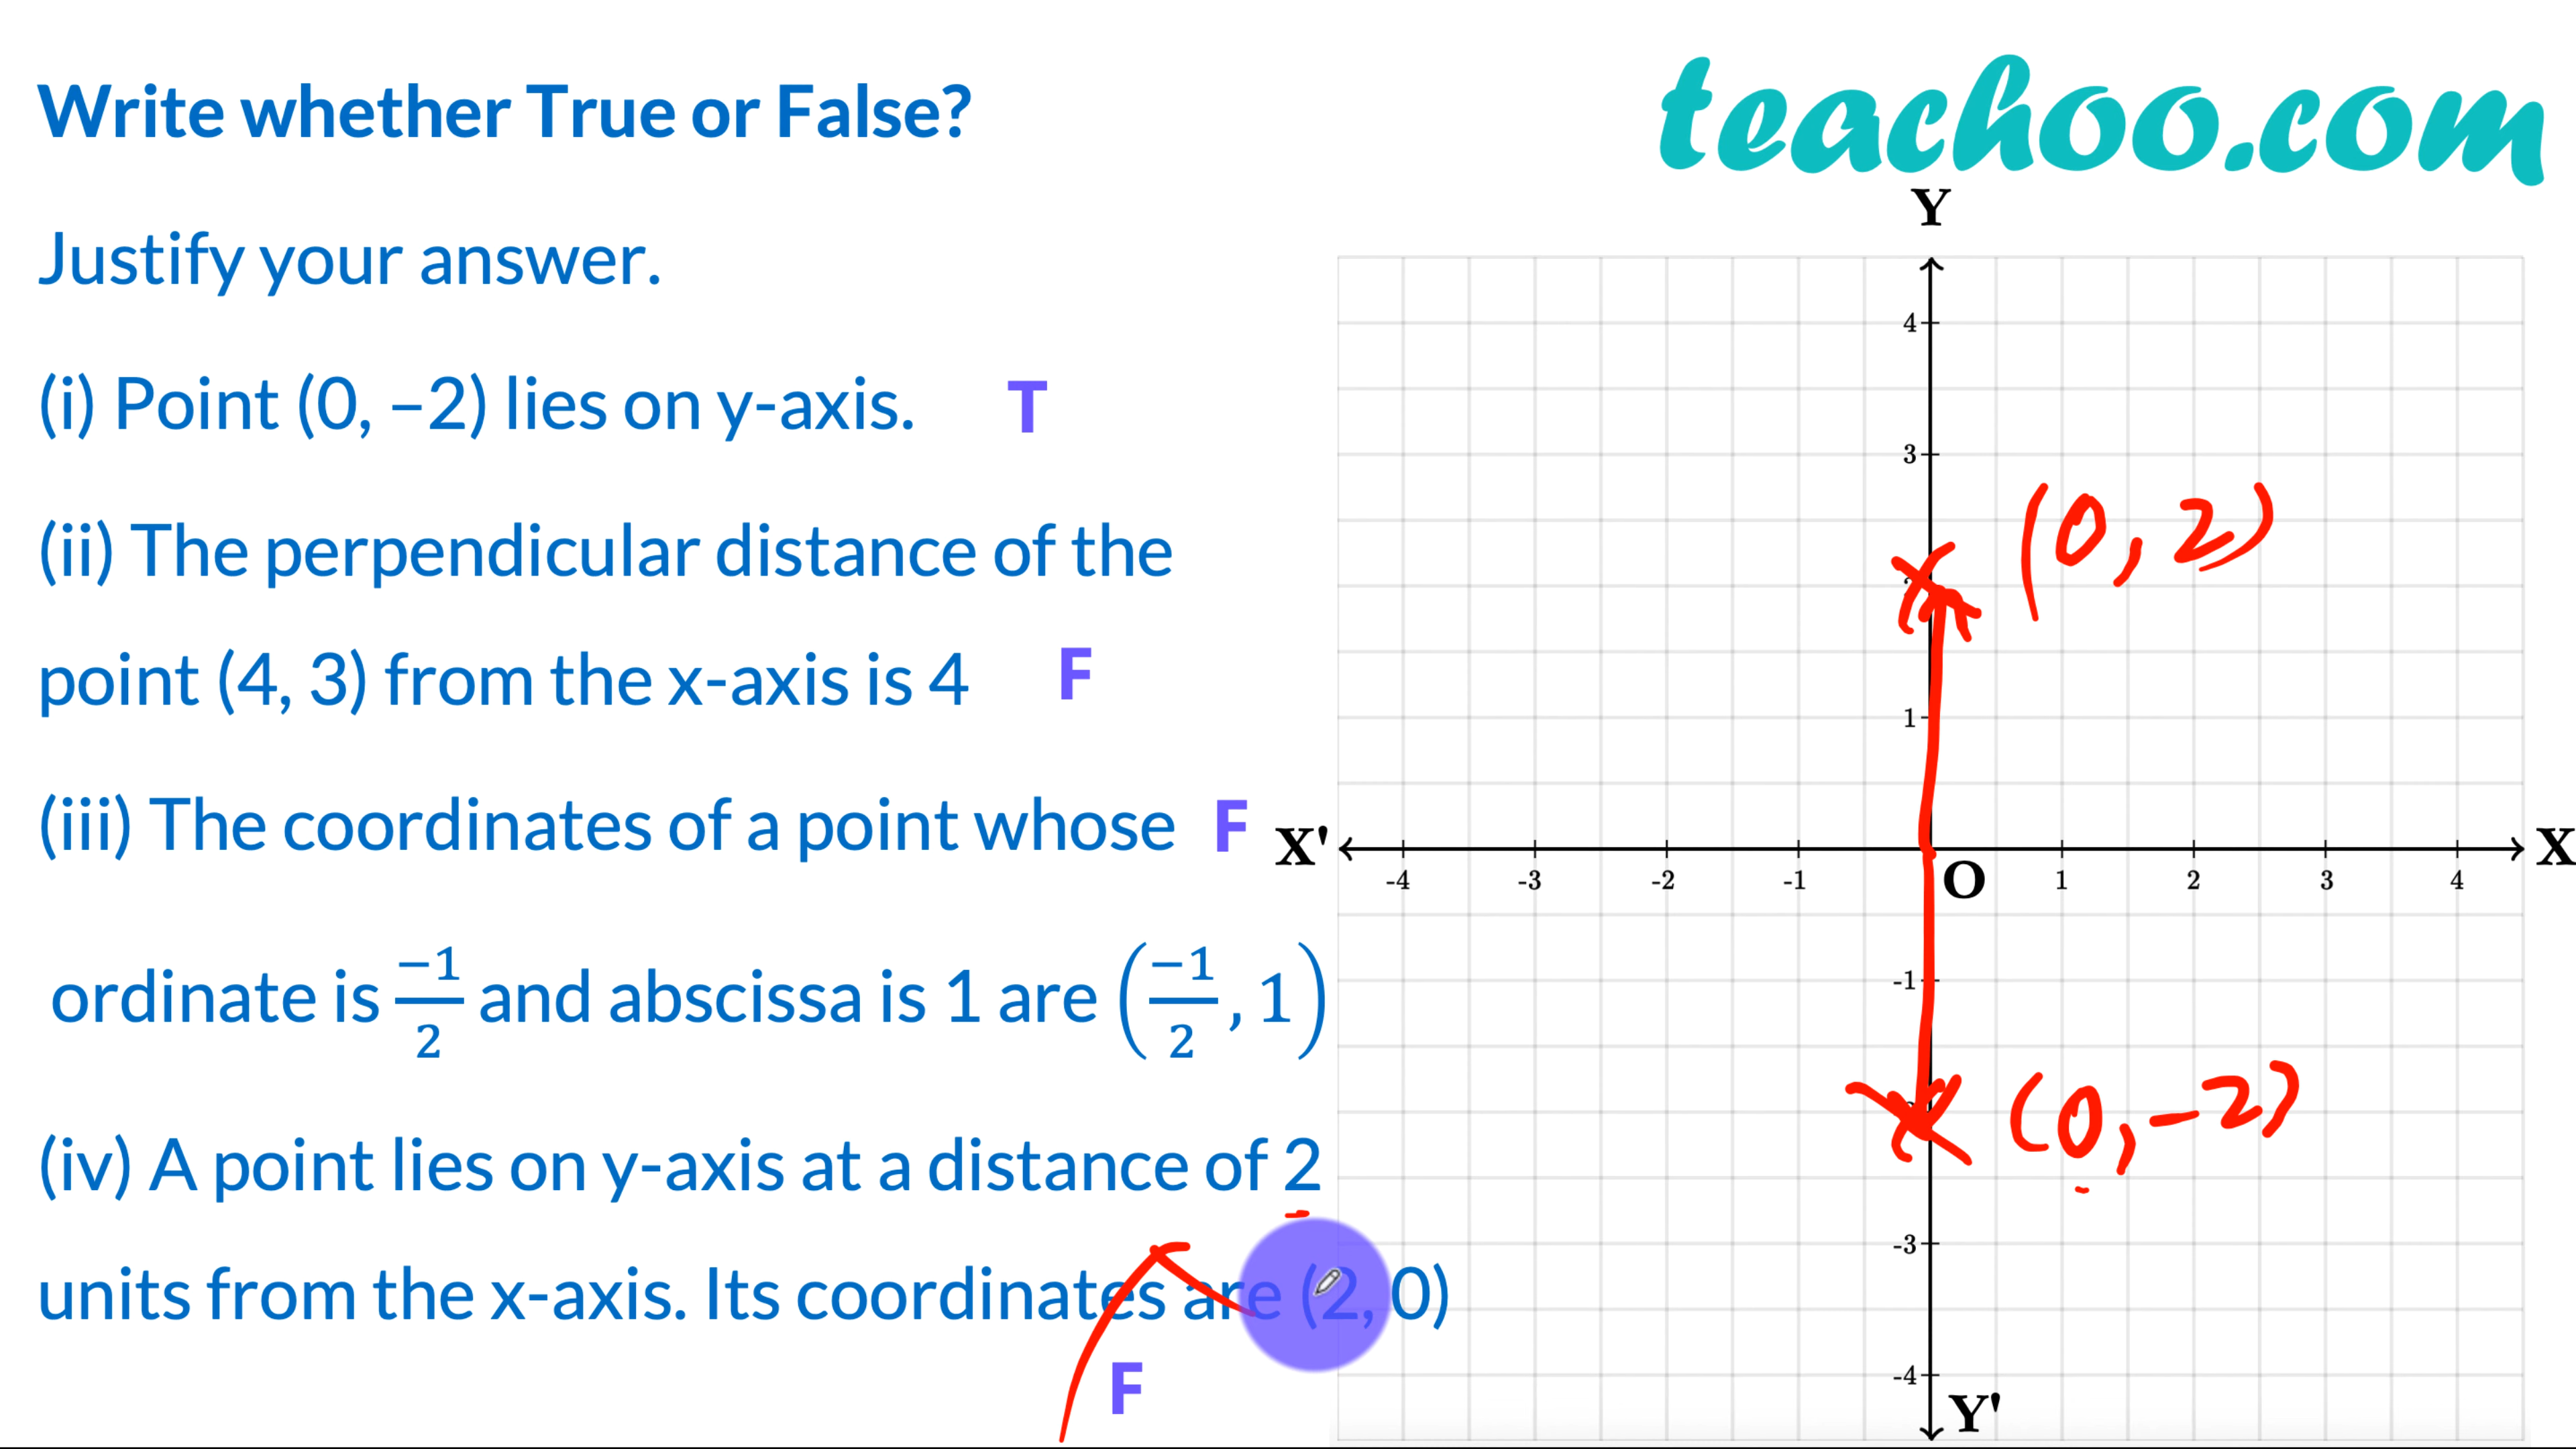 teachoo.com
Write whether True or False?
Justify your answer.
(i) Point (0, –2) lies on y-axis. T
(ii) The perpendicular distance of the
point (4, 3) from the x-axis is 4 F
(iii) The coordinates of a point whose F
ordinate is −1/2 and abscissa is 1 are (−1/2, 1)
(iv) A point lies on y-axis at a distance of 2
units from the x-axis. Its coordinates are (2, 0)
F
Y
4
3
(0, 2)
1
X' X
-4 -3 -2 -1 O 1 2 3 4
-1
(0, -2)
-3
-4
Y'